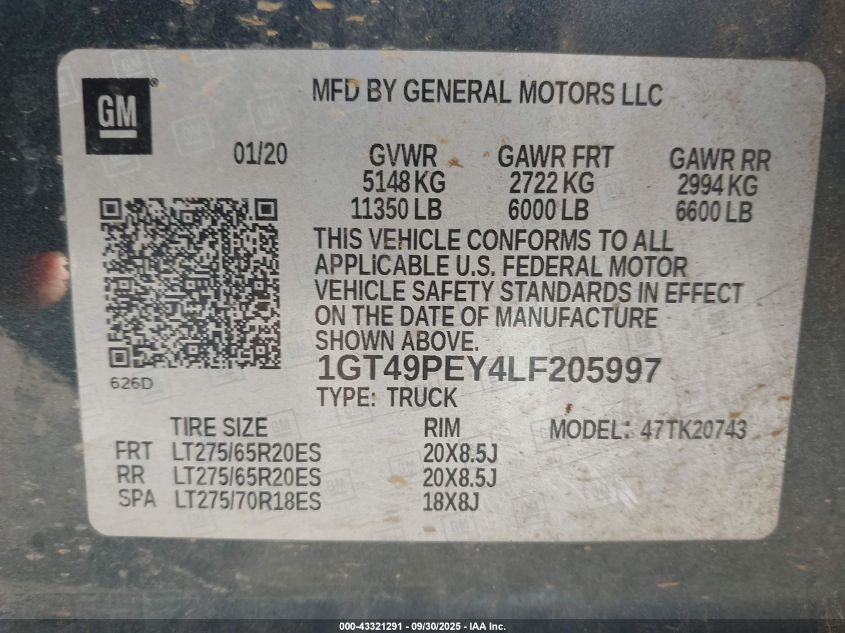 GM
MFD BY GENERAL MOTORS LLC
01/20 GVWR GAWR FRT GAWR RR
5148 KG 2722 KG 2994 KG
11350 LB 6000 LB 6600 LB
THIS VEHICLE CONFORMS TO ALL
APPLICABLE U.S. FEDERAL MOTOR
VEHICLE SAFETY STANDARDS IN EFFECT
ON THE DATE OF MANUFACTURE
SHOWN ABOVE.
1GT49PEY4LF205997
626D
TYPE: TRUCK
TIRE SIZE RIM MODEL: 47TK20743
FRT LT275/65R20ES 20X8.5J
RR LT275/65R20ES 20X8.5J
SPA LT275/70R18ES 18X8J
000-43321291 - 09/30/2025 - IAA Inc.